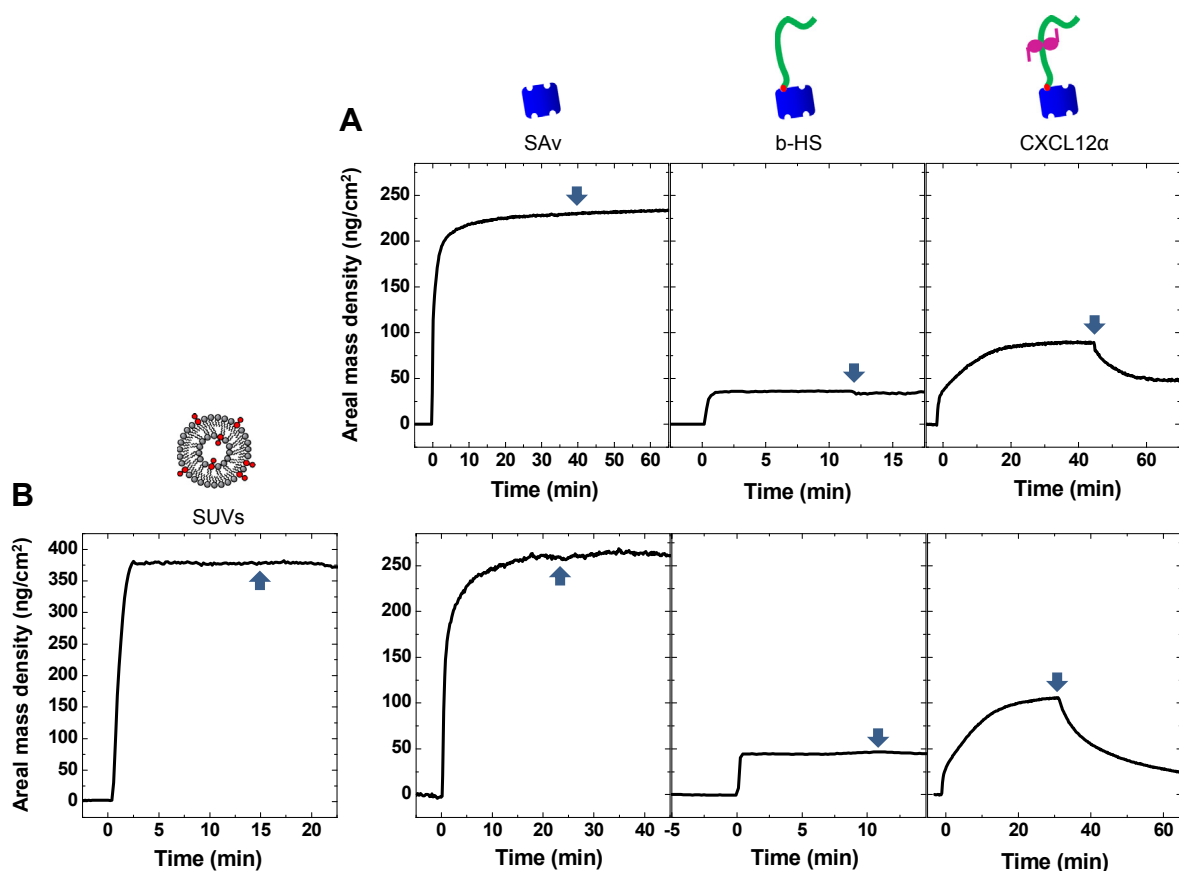 A
SAv
b-HS
CXCL12α
Areal mass density (ng/cm²)
250
200
150
100
50
0
0 10 20 30 40 50 60
0 5 10 15
0 20 40 60
Time (min)
Time (min)
Time (min)
B
SUVs
Areal mass density (ng/cm²)
400
350
300
250
200
150
100
50
0
250
200
150
100
50
0
0 5 10 15 20
0 10 20 30 40
-5 0 5 10
0 20 40 60
Time (min)
Time (min)
Time (min)
Time (min)